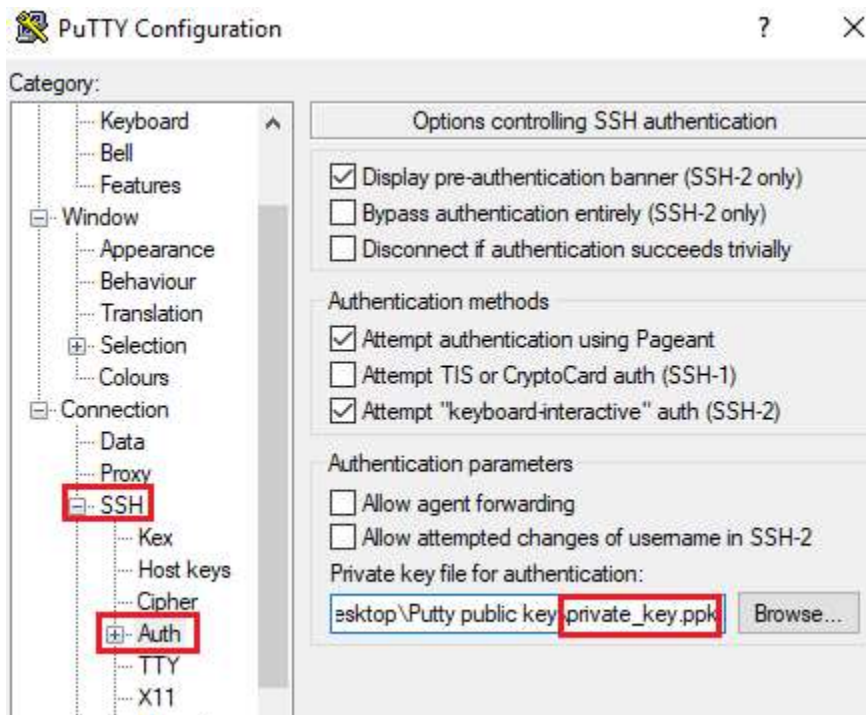 PuTTY Configuration
?
Category:
Keyboard
Bell
Features
Window
Appearance
Behaviour
Translation
Selection
Colours
Connection
Data
Proxy
SSH
Kex
Host keys
Cipher
Auth
TTY
X11
Options controlling SSH authentication
Display pre-authentication banner (SSH-2 only)
Bypass authentication entirely (SSH-2 only)
Disconnect if authentication succeeds trivially
Authentication methods
Attempt authentication using Pageant
Attempt TIS or CryptoCard auth (SSH-1)
Attempt "keyboard-interactive" auth (SSH-2)
Authentication parameters
Allow agent forwarding
Allow attempted changes of username in SSH-2
Private key file for authentication:
esktop\Putty public key\private_key.ppk Browse...